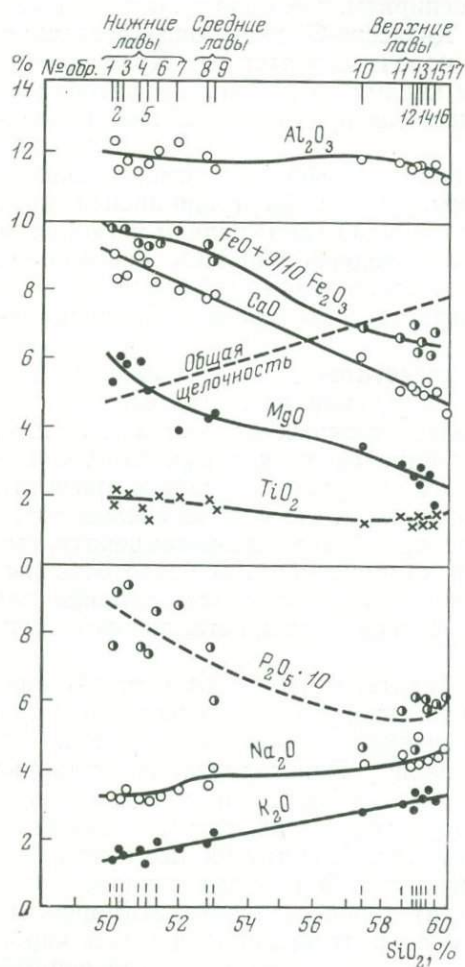 Нижние лавы
Средние лавы
Верхние лавы
% № обр. 1 3 4 6 7 8 9 10 11 13 15 17
2 5 12 14 16
14
Al₂O₃
12
10
FeO + 9/10 Fe₂O₃
8
CaO
6
Общая щелочность
MgO
4
TiO₂
2
0
8
P₂O₅·10
6
Na₂O
4
K₂O
2
0
50 52 54 56 58 60
SiO₂, %